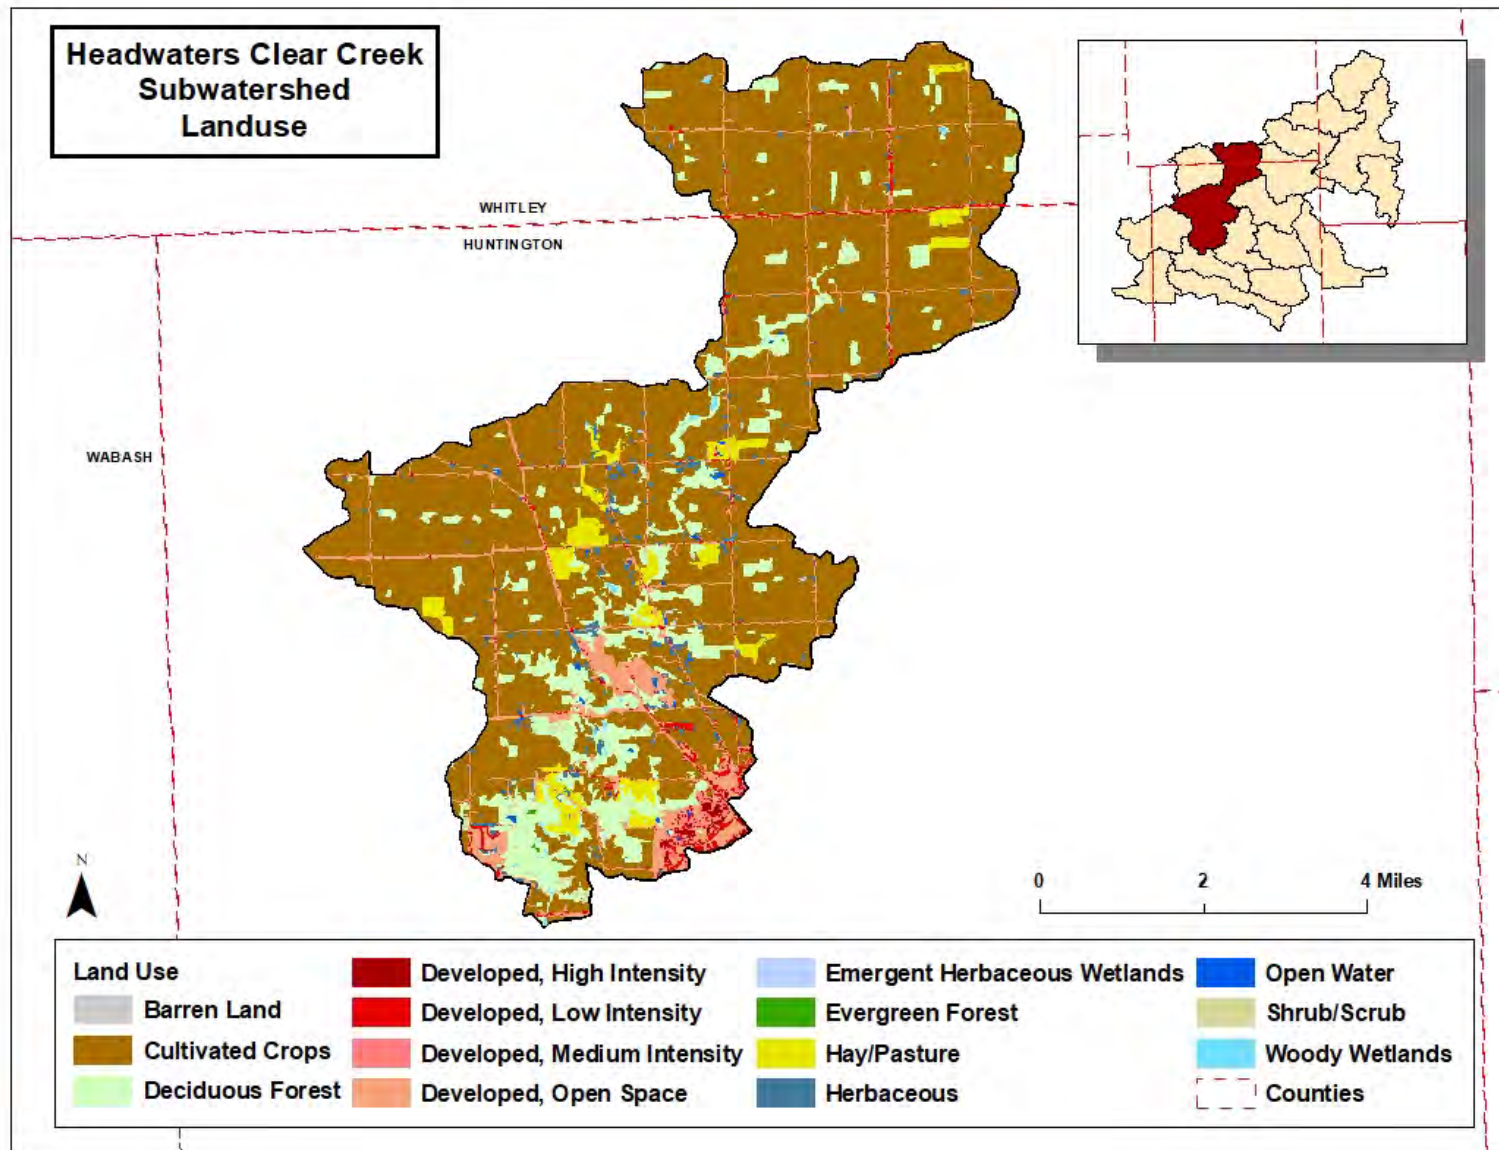 Headwaters Clear Creek
Subwatershed
Landuse
WHITLEY
HUNTINGTON
WABASH
N
0 2 4 Miles
Land Use
Barren Land
Cultivated Crops
Deciduous Forest
Developed, High Intensity
Developed, Low Intensity
Developed, Medium Intensity
Developed, Open Space
Emergent Herbaceous Wetlands
Evergreen Forest
Hay/Pasture
Herbaceous
Open Water
Shrub/Scrub
Woody Wetlands
Counties